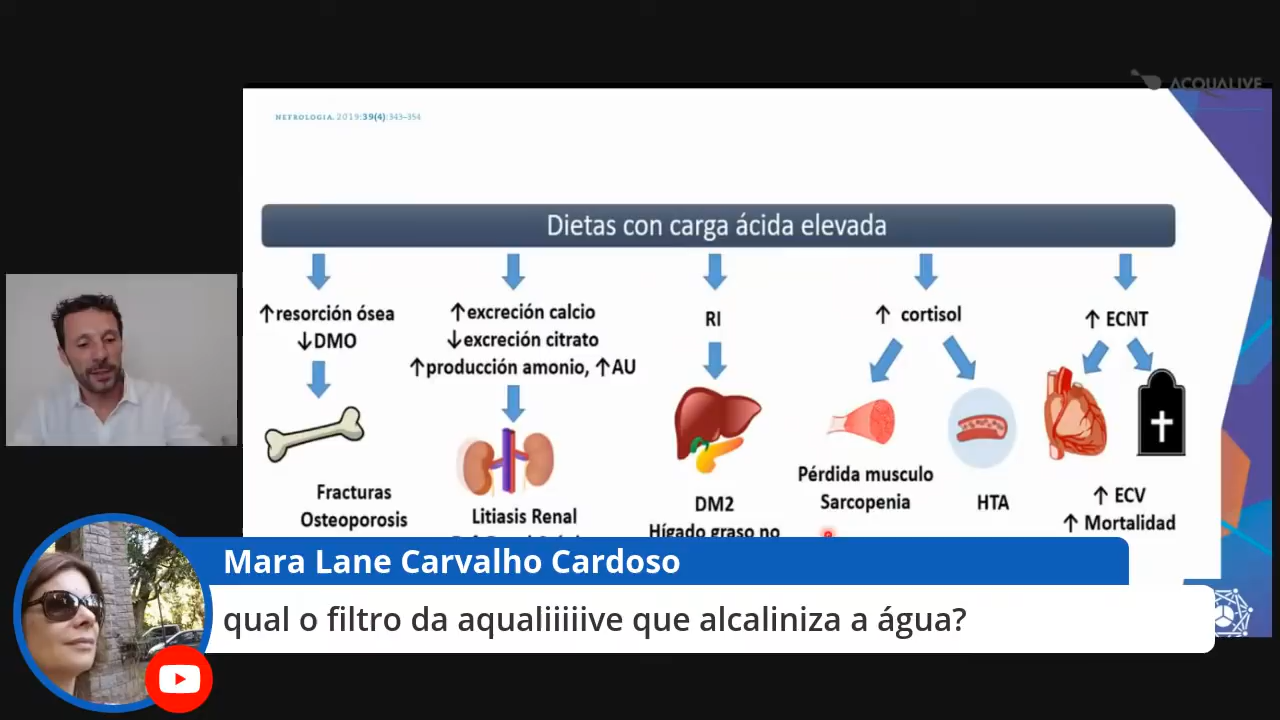 ACQUALIVE
NEFROLOGIA. 2019;39(4):343–354
Dietas con carga ácida elevada
↑resorción ósea
↓DMO
Fracturas
Osteoporosis
↑excreción calcio
↓excreción citrato
↑producción amonio, ↑AU
Litiasis Renal
RI
DM2
Hígado graso no
↑ cortisol
Pérdida musculo
Sarcopenia
HTA
↑ ECNT
↑ ECV
↑ Mortalidad
Mara Lane Carvalho Cardoso
qual o filtro da aqualiiiiive que alcaliniza a água?